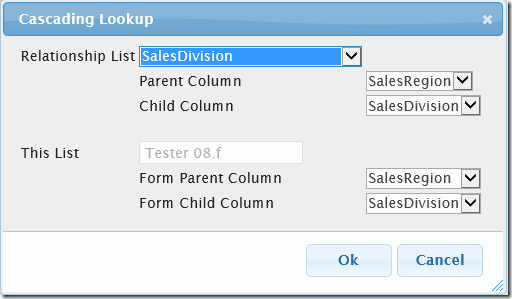 Cascading Lookup
Relationship List SalesDivision
Parent Column SalesRegion
Child Column SalesDivision
This List Tester 08.f
Form Parent Column SalesRegion
Form Child Column SalesDivision
Ok Cancel